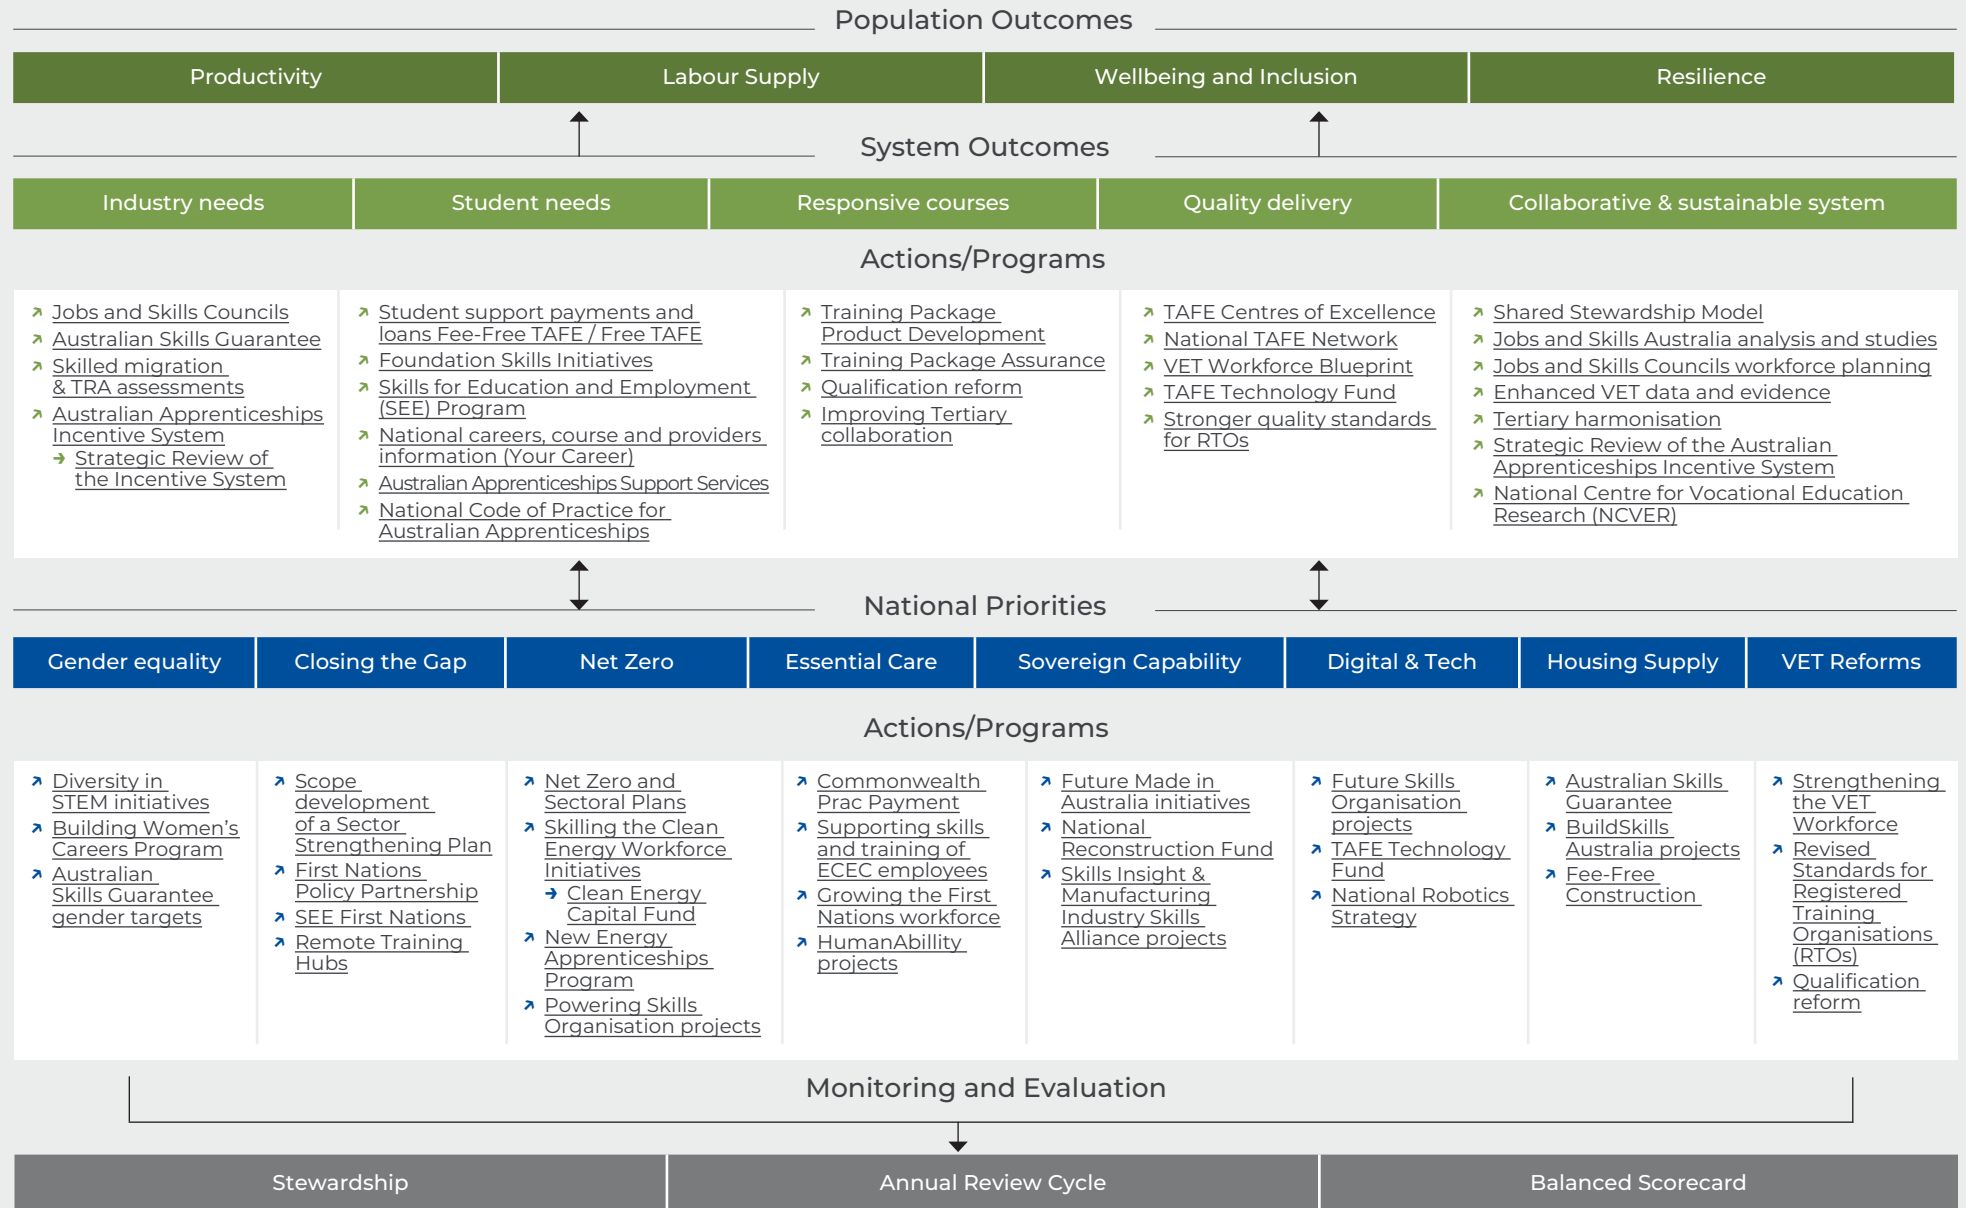 Population Outcomes
Productivity
Labour Supply
Wellbeing and Inclusion
Resilience
System Outcomes
Industry needs
Student needs
Responsive courses
Quality delivery
Collaborative & sustainable system
Actions/Programs
Jobs and Skills Councils
Australian Skills Guarantee
Skilled migration
& TRA assessments
Australian Apprenticeships
Incentive System
Strategic Review of
the Incentive System
Student support payments and
loans Fee-Free TAFE / Free TAFE
Foundation Skills Initiatives
Skills for Education and Employment
(SEE) Program
National careers, course and providers
information (Your Career)
Australian Apprenticeships Support Services
National Code of Practice for
Australian Apprenticeships
Training Package
Product Development
Training Package Assurance
Qualification reform
Improving Tertiary
collaboration
TAFE Centres of Excellence
National TAFE Network
VET Workforce Blueprint
TAFE Technology Fund
Stronger quality standards
for RTOs
Shared Stewardship Model
Jobs and Skills Australia analysis and studies
Jobs and Skills Councils workforce planning
Enhanced VET data and evidence
Tertiary harmonisation
Strategic Review of the Australian
Apprenticeships Incentive System
National Centre for Vocational Education
Research (NCVER)
National Priorities
Gender equality
Closing the Gap
Net Zero
Essential Care
Sovereign Capability
Digital & Tech
Housing Supply
VET Reforms
Actions/Programs
Diversity in
STEM initiatives
Building Women's
Careers Program
Australian
Skills Guarantee
gender targets
Scope
development
of a Sector
Strengthening Plan
First Nations
Policy Partnership
SEE First Nations
Remote Training
Hubs
Net Zero and
Sectoral Plans
Skilling the Clean
Energy Workforce
Initiatives
Clean Energy
Capital Fund
New Energy
Apprenticeships
Program
Powering Skills
Organisation projects
Commonwealth
Prac Payment
Supporting skills
and training of
ECEC employees
Growing the First
Nations workforce
HumanAbillity
projects
Future Made in
Australia initiatives
National
Reconstruction Fund
Skills Insight &
Manufacturing
Industry Skills
Alliance projects
Future Skills
Organisation
projects
TAFE Technology
Fund
National Robotics
Strategy
Australian Skills
Guarantee
BuildSkills
Australia projects
Fee-Free
Construction
Strengthening
the VET
Workforce
Revised
Standards for
Registered
Training
Organisations
(RTOs)
Qualification
reform
Monitoring and Evaluation
Stewardship
Annual Review Cycle
Balanced Scorecard